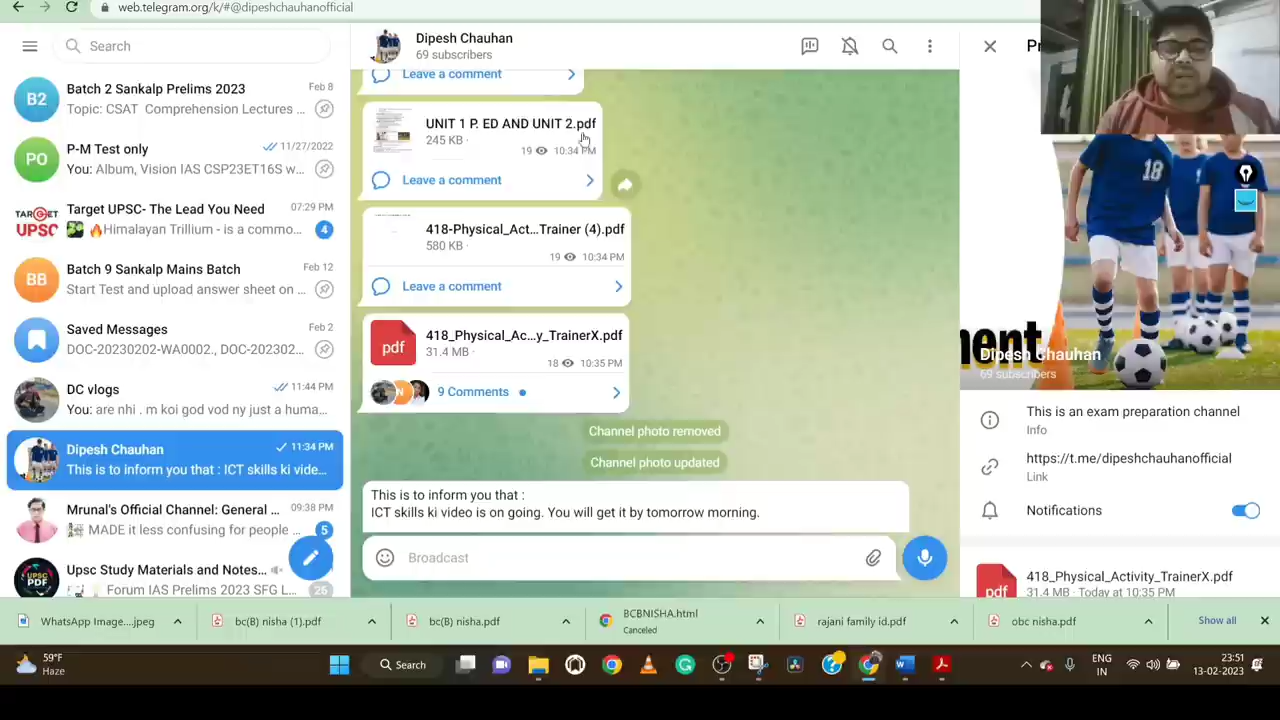 web.telegram.org/k/#@dipeshchauhanofficial
Search
B2
Batch 2 Sankalp Prelims 2023
Feb 8
Topic: CSAT Comprehension Lectures ...
PO
P-M Test only
11/27/2022
You: Album, Vision IAS CSP23ET16S w...
TARGET
UPSC
Target UPSC- The Lead You Need
07:29 PM
🔥Himalayan Trillium - is a commo...
4
BB
Batch 9 Sankalp Mains Batch
Feb 12
Start Test and upload answer sheet on ...
Saved Messages
Feb 2
DOC-20230202-WA0002., DOC-202302...
DC vlogs
11:44 PM
You: are nhi . m koi god vod ny just a huma...
Dipesh Chauhan
11:34 PM
This is to inform you that : ICT skills ki vide...
Mrunal's Official Channel: General ...
09:38 PM
MADE it less confusing for people ...
5
UPSC
PDF
Upsc Study Materials and Notes...
Forum IAS Prelims 2023 SFG L...
26
Dipesh Chauhan
69 subscribers
Leave a comment
UNIT 1 P. ED AND UNIT 2.pdf
245 KB
19 10:34 PM
Leave a comment
418-Physical_Act...Trainer (4).pdf
580 KB
19 10:34 PM
Leave a comment
pdf
418_Physical_Ac...y_TrainerX.pdf
31.4 MB
18 10:35 PM
N
9 Comments
Channel photo removed
Channel photo updated
This is to inform you that :
ICT skills ki video is on going. You will get it by tomorrow morning.
Broadcast
18
Dipesh Chauhan
69 subscribers
This is an exam preparation channel
Info
https://t.me/dipeshchauhanofficial
Link
Notifications
pdf
418_Physical_Activity_TrainerX.pdf
31.4 MB · Today at 10:35 PM
WhatsApp Image....jpeg
bc(B) nisha (1).pdf
bc(B) nisha.pdf
BCBNISHA.html
Canceled
rajani family id.pdf
obc nisha.pdf
Show all
59°F
Haze
Search
ENG
IN
23:51
13-02-2023